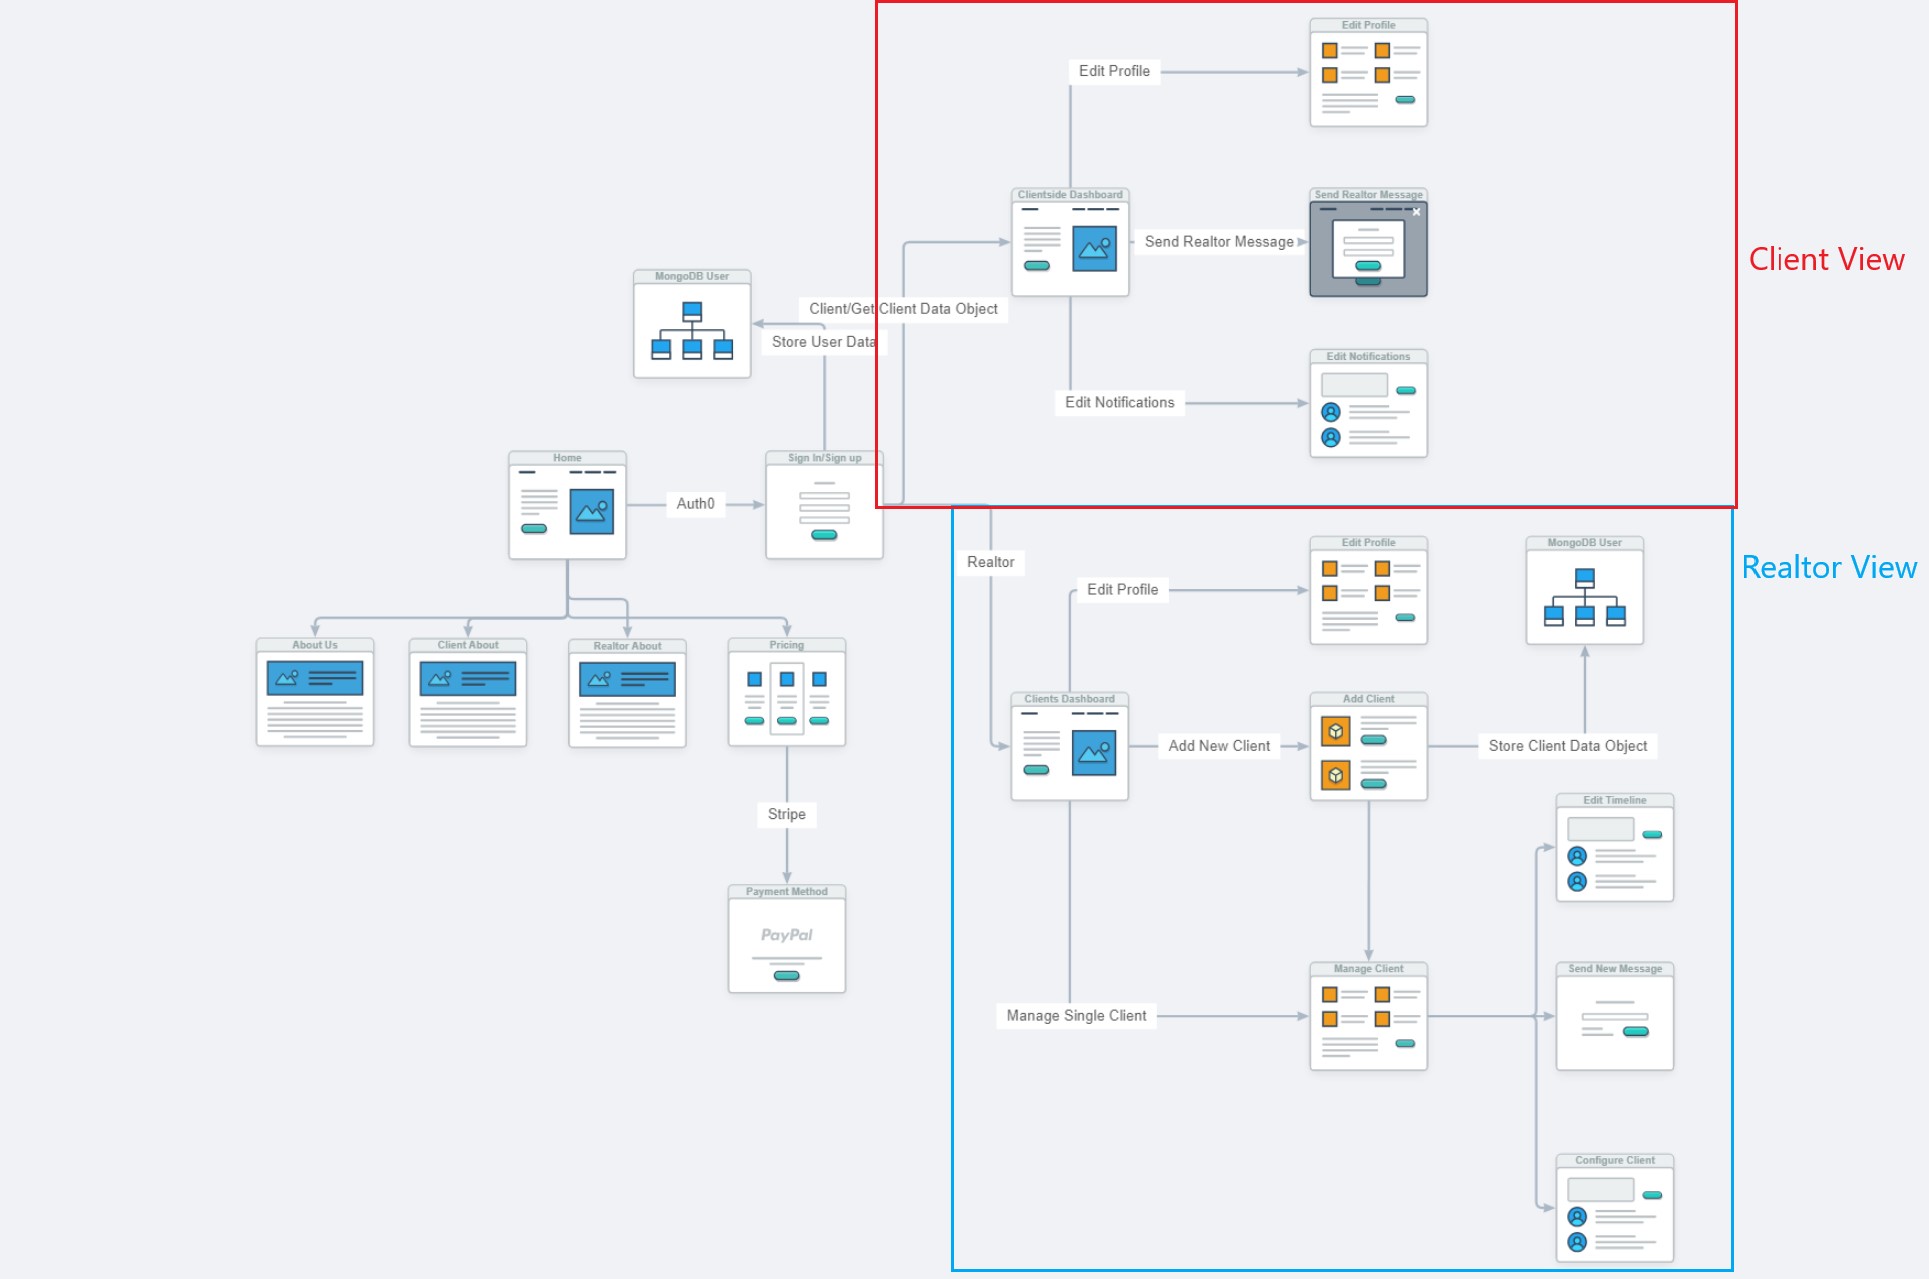 Edit Profile
Edit Profile
Clientside Dashboard
Send Realtor Message
Send Realtor Message
Client View
MongoDB User
Client/Get Client Data Object
Store User Data
Edit Notifications
Edit Notifications
Home
Sign In/Sign up
Auth0
Realtor
Edit Profile
Edit Profile
MongoDB User
Realtor View
About Us
Client About
Realtor About
Pricing
Clients Dashboard
Add Client
Add New Client
Store Client Data Object
Stripe
Edit Timeline
Payment Method
PayPal
Manage Client
Send New Message
Manage Single Client
Configure Client